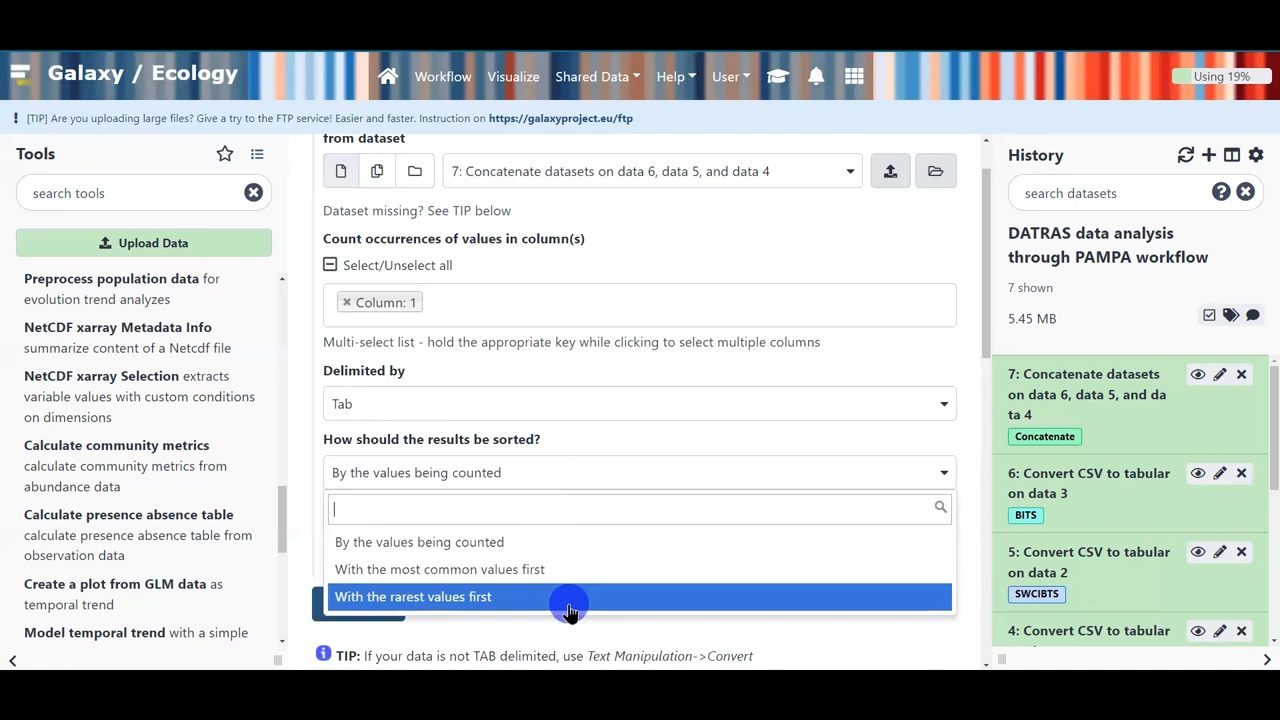 Galaxy / Ecology
Workflow
Visualize
Shared Data
Help
User
Using 19%
! [TIP] Are you uploading large files? Give a try to the FTP service! Easier and faster. Instruction on https://galaxyproject.eu/ftp
Tools
search tools
Upload Data
Preprocess population data for
evolution trend analyzes
NetCDF xarray Metadata Info
summarize content of a Netcdf file
NetCDF xarray Selection extracts
variable values with custom conditions
on dimensions
Calculate community metrics
calculate community metrics from
abundance data
Calculate presence absence table
calculate presence absence table from
observation data
Create a plot from GLM data as
temporal trend
Model temporal trend with a simple
from dataset
7: Concatenate datasets on data 6, data 5, and data 4
Dataset missing? See TIP below
Count occurrences of values in column(s)
Select/Unselect all
× Column: 1
Multi-select list - hold the appropriate key while clicking to select multiple columns
Delimited by
Tab
How should the results be sorted?
By the values being counted
By the values being counted
With the most common values first
With the rarest values first
TIP: If your data is not TAB delimited, use Text Manipulation->Convert
History
search datasets
DATRAS data analysis
through PAMPA workflow
7 shown
5.45 MB
7: Concatenate datasets
on data 6, data 5, and da
ta 4
Concatenate
6: Convert CSV to tabular
on data 3
BITS
5: Convert CSV to tabular
on data 2
SWCIBTS
4: Convert CSV to tabular